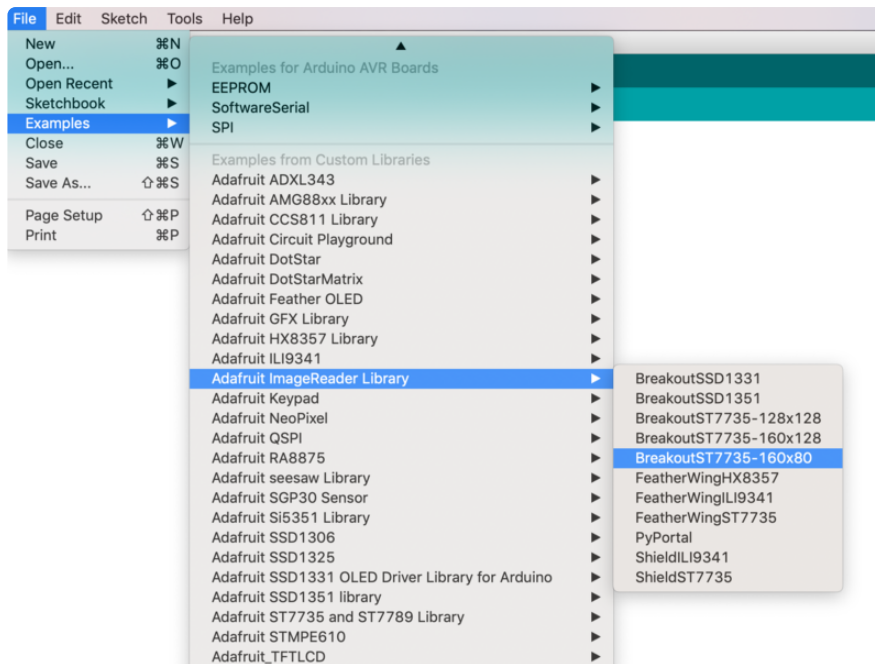 File Edit Sketch Tools Help
New ⌘N
Open... ⌘O
Open Recent ▶
Sketchbook ▶
Examples ▶
Close ⌘W
Save ⌘S
Save As... ⇧⌘S
Page Setup ⇧⌘P
Print ⌘P
▲
Examples for Arduino AVR Boards
EEPROM ▶
SoftwareSerial ▶
SPI ▶
Examples from Custom Libraries
Adafruit ADXL343 ▶
Adafruit AMG88xx Library ▶
Adafruit CCS811 Library ▶
Adafruit Circuit Playground ▶
Adafruit DotStar ▶
Adafruit DotStarMatrix ▶
Adafruit Feather OLED ▶
Adafruit GFX Library ▶
Adafruit HX8357 Library ▶
Adafruit ILI9341 ▶
Adafruit ImageReader Library ▶
Adafruit Keypad ▶
Adafruit NeoPixel ▶
Adafruit QSPI ▶
Adafruit RA8875 ▶
Adafruit seesaw Library ▶
Adafruit SGP30 Sensor ▶
Adafruit Si5351 Library ▶
Adafruit SSD1306 ▶
Adafruit SSD1325 ▶
Adafruit SSD1331 OLED Driver Library for Arduino ▶
Adafruit SSD1351 library ▶
Adafruit ST7735 and ST7789 Library ▶
Adafruit STMPE610 ▶
Adafruit_TFTLCD ▶
BreakoutSSD1331
BreakoutSSD1351
BreakoutST7735-128x128
BreakoutST7735-160x128
BreakoutST7735-160x80
FeatherWingHX8357
FeatherWingILI9341
FeatherWingST7735
PyPortal
ShieldILI9341
ShieldST7735